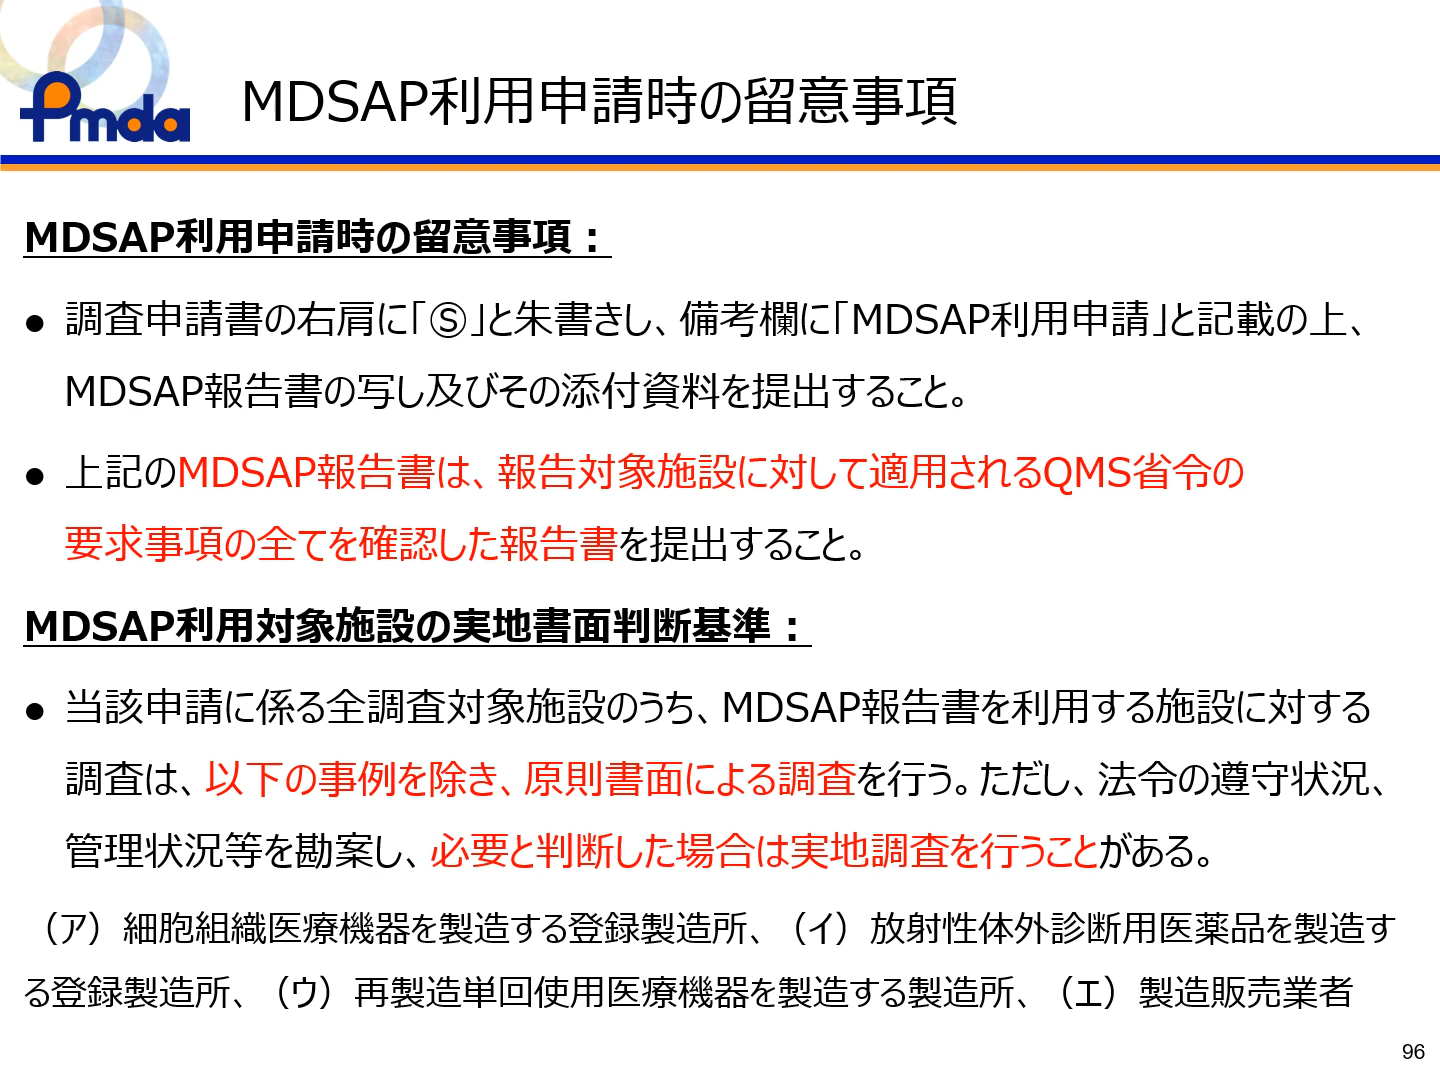 Pmda
MDSAP利用申請時の留意事項
MDSAP利用申請時の留意事項：
● 調査申請書の右肩に「Ⓢ」と朱書きし、備考欄に「MDSAP利用申請」と記載の上、
MDSAP報告書の写し及びその添付資料を提出すること。
● 上記のMDSAP報告書は、報告対象施設に対して適用されるQMS省令の
要求事項の全てを確認した報告書を提出すること。
MDSAP利用対象施設の実地書面判断基準：
● 当該申請に係る全調査対象施設のうち、MDSAP報告書を利用する施設に対する
調査は、以下の事例を除き、原則書面による調査を行う。ただし、法令の遵守状況、
管理状況等を勘案し、必要と判断した場合は実地調査を行うことがある。
（ア）細胞組織医療機器を製造する登録製造所、（イ）放射性体外診断用医薬品を製造す
る登録製造所、（ウ）再製造単回使用医療機器を製造する製造所、（エ）製造販売業者
96